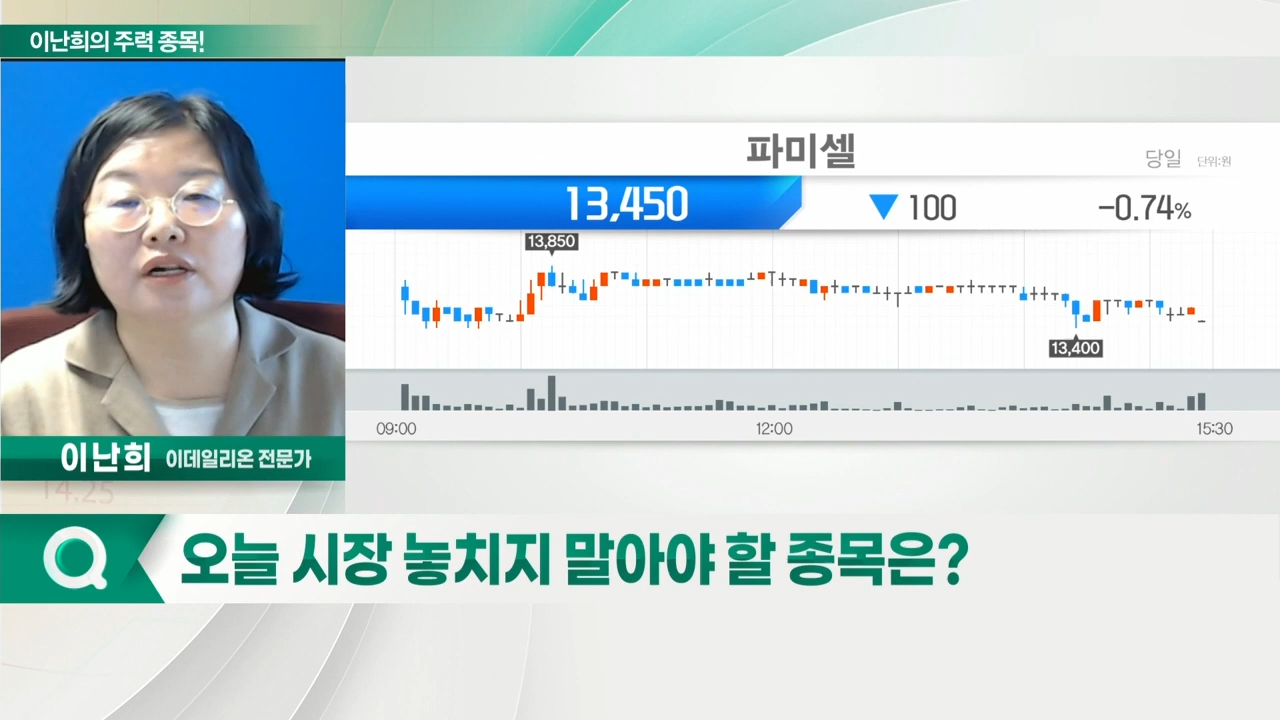 이난희의 주력 종목!
파미셀
당일 단위:원
13,450 ▼100 -0.74%
13,850
13,400
09:00 12:00 15:30
이난희 이데일리온 전문가
14.25
Q 오늘 시장 놓치지 말아야 할 종목은?